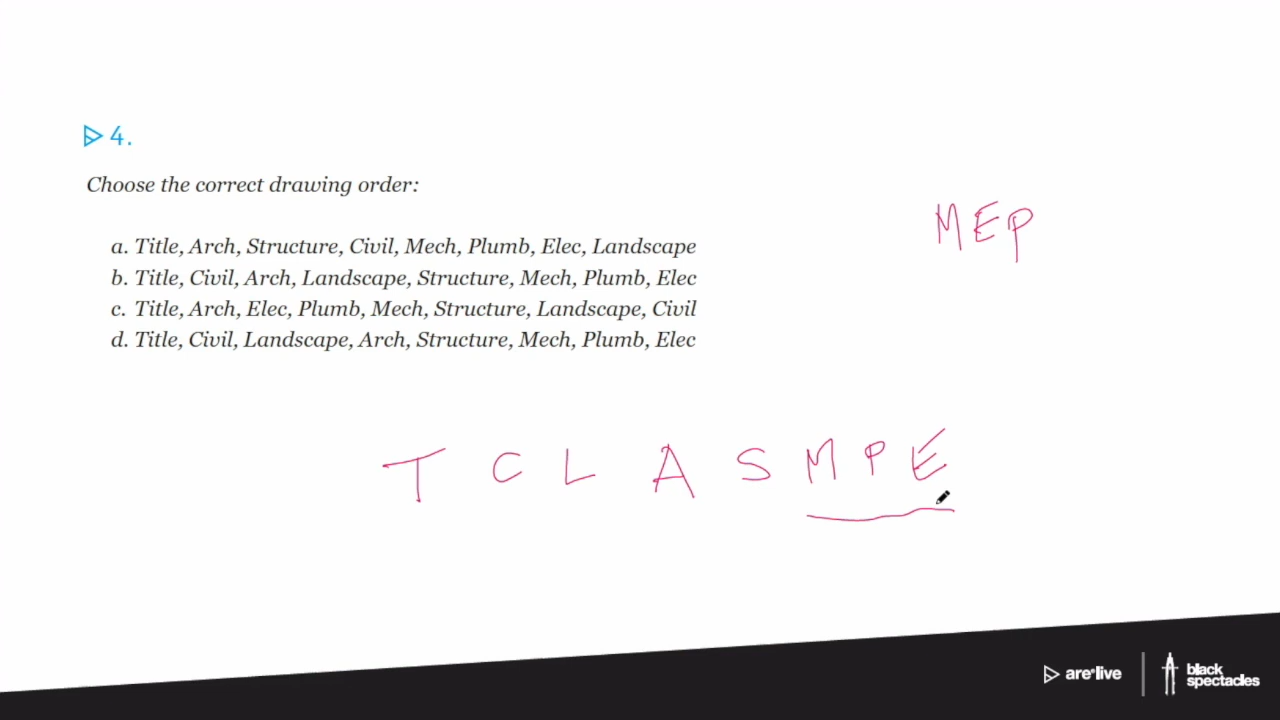 4.
Choose the correct drawing order:
MEP
a. Title, Arch, Structure, Civil, Mech, Plumb, Elec, Landscape
b. Title, Civil, Arch, Landscape, Structure, Mech, Plumb, Elec
c. Title, Arch, Elec, Plumb, Mech, Structure, Landscape, Civil
d. Title, Civil, Landscape, Arch, Structure, Mech, Plumb, Elec
T C L A S M P E
are®live
black
spectacles